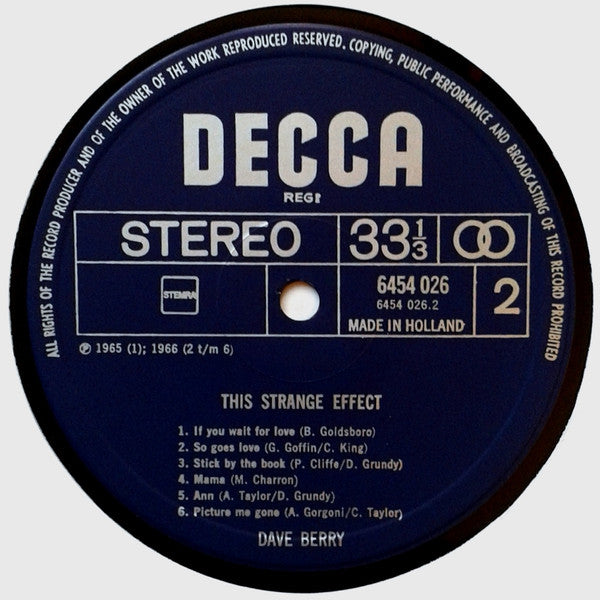 ALL RIGHTS OF THE RECORD PRODUCER AND OF THE OWNER OF THE WORK REPRODUCED RESERVED. COPYING, PUBLIC PERFORMANCE AND BROADCASTING OF THIS RECORD PROHIBITED
DECCA
REG!
STEREO
33 1/3
STEMRA
6454 026
6454 026.2
MADE IN HOLLAND
2
℗ 1965 (1); 1966 (2 t/m 6)
THIS STRANGE EFFECT
1. If you wait for love (B. Goldsboro)
2. So goes love (G. Goffin/C. King)
3. Stick by the book (P. Cliffe/D. Grundy)
4. Mama (M. Charron)
5. Ann (A. Taylor/D. Grundy)
6. Picture me gone (A. Gorgoni/C. Taylor)
DAVE BERRY